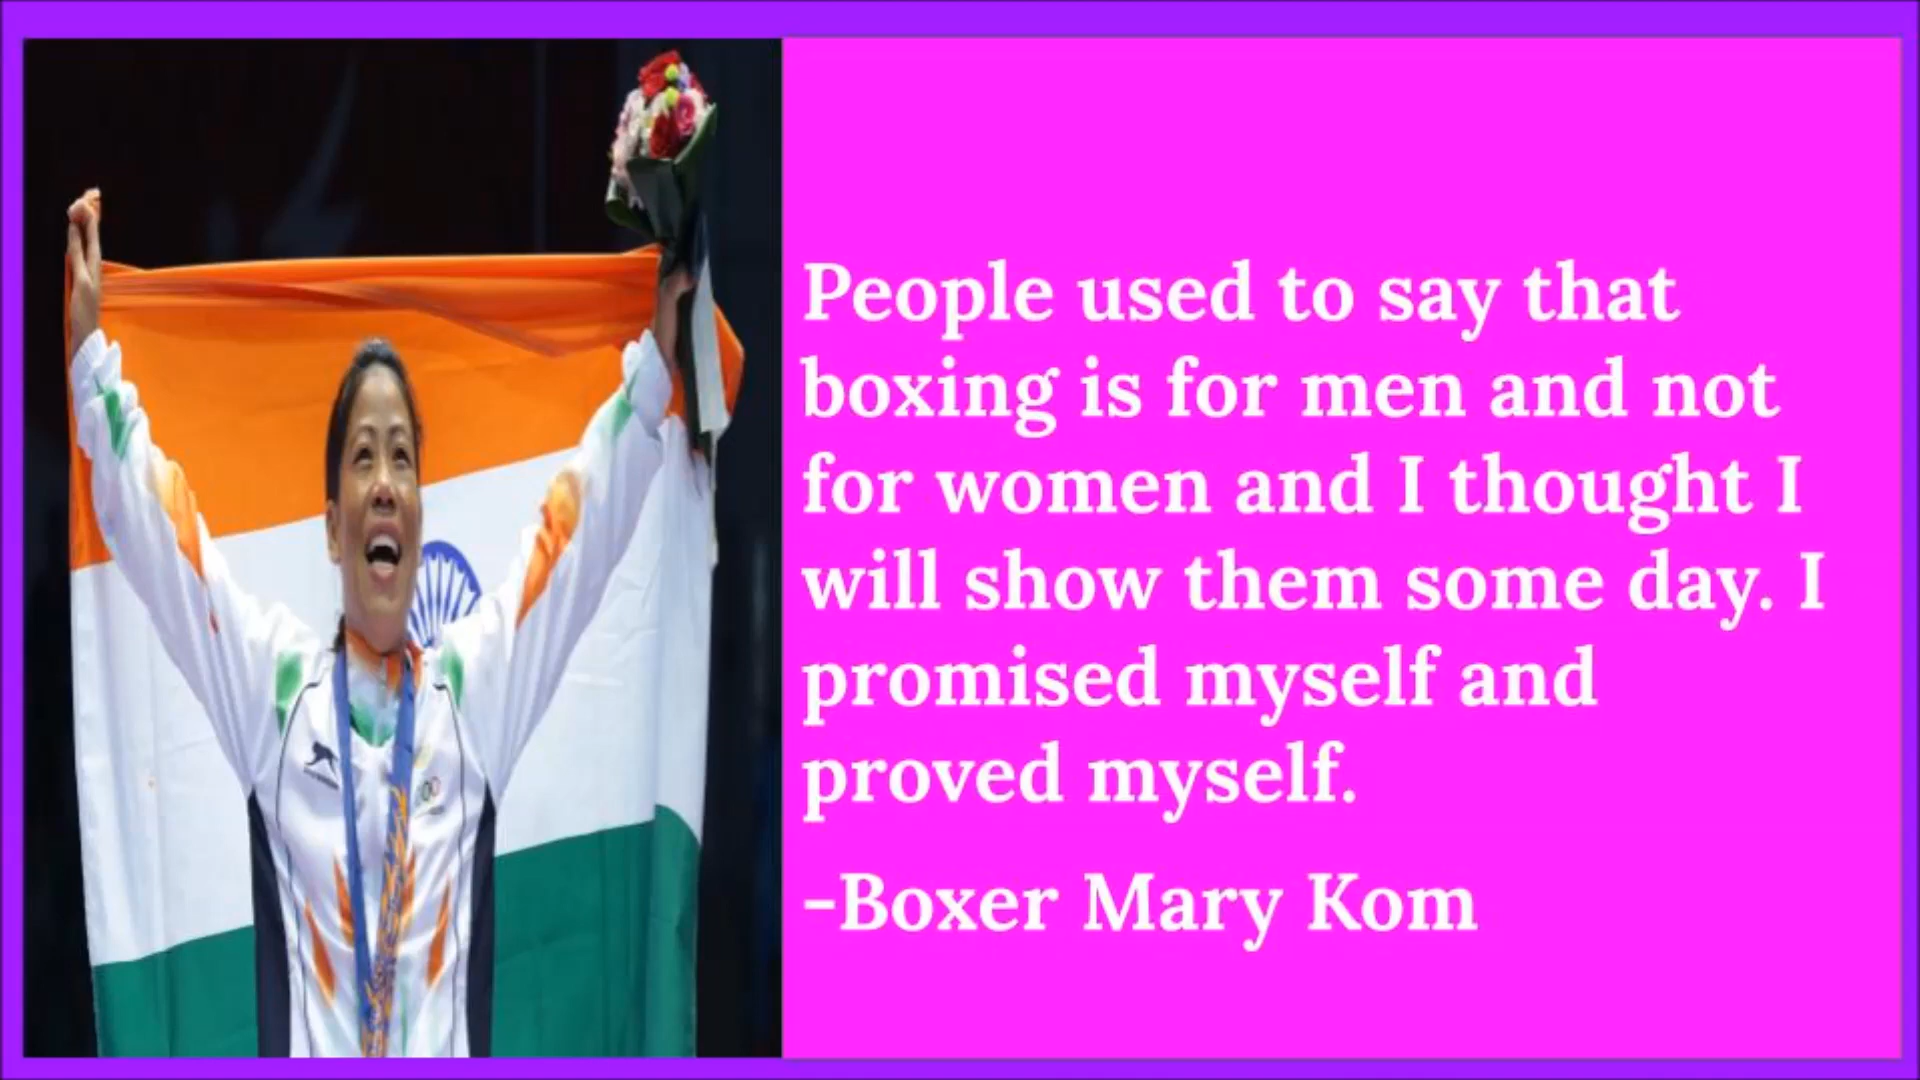 People used to say that
boxing is for men and not
for women and I thought I
will show them some day. I
promised myself and
proved myself.
-Boxer Mary Kom